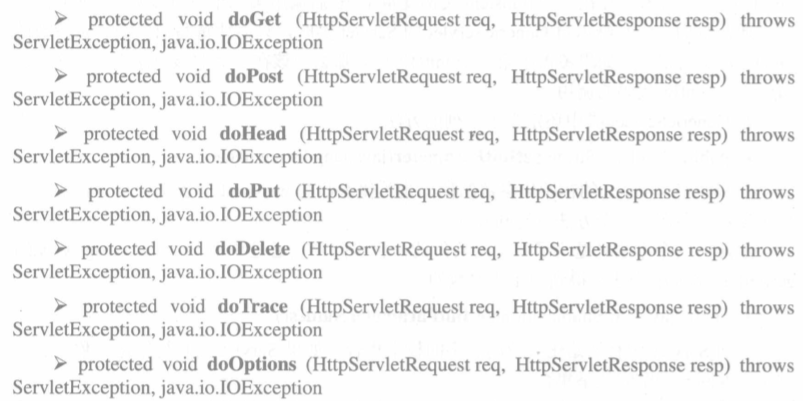 ➢ protected void doGet (HttpServletRequest req, HttpServletResponse resp) throws
ServletException, java.io.IOException
➢ protected void doPost (HttpServletRequest req, HttpServletResponse resp) throws
ServletException, java.io.IOException
➢ protected void doHead (HttpServletRequest req, HttpServletResponse resp) throws
ServletException, java.io.IOException
➢ protected void doPut (HttpServletRequest req, HttpServletResponse resp) throws
ServletException, java.io.IOException
➢ protected void doDelete (HttpServletRequest req, HttpServletResponse resp) throws
ServletException, java.io.IOException
➢ protected void doTrace (HttpServletRequest req, HttpServletResponse resp) throws
ServletException, java.io.IOException
➢ protected void doOptions (HttpServletRequest req, HttpServletResponse resp) throws
ServletException, java.io.IOException